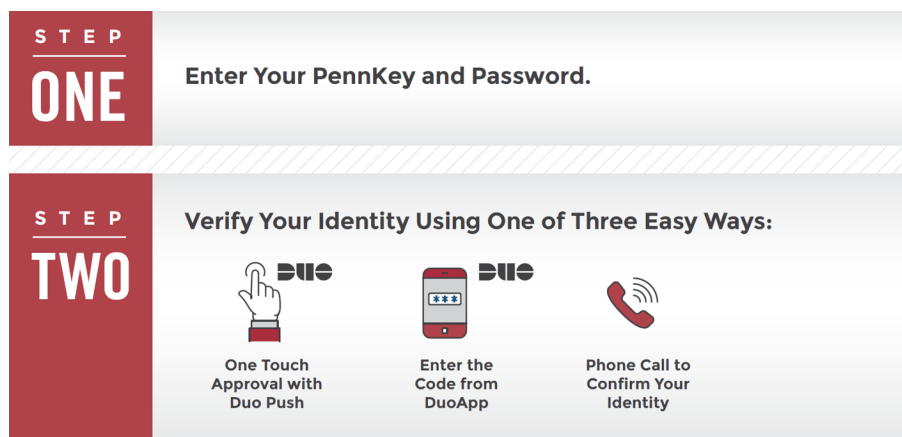 STEP
ONE
Enter Your PennKey and Password.
STEP
TWO
Verify Your Identity Using One of Three Easy Ways:
DUO
***
DUO
One Touch
Approval with
Duo Push
Enter the
Code from
DuoApp
Phone Call to
Confirm Your
Identity